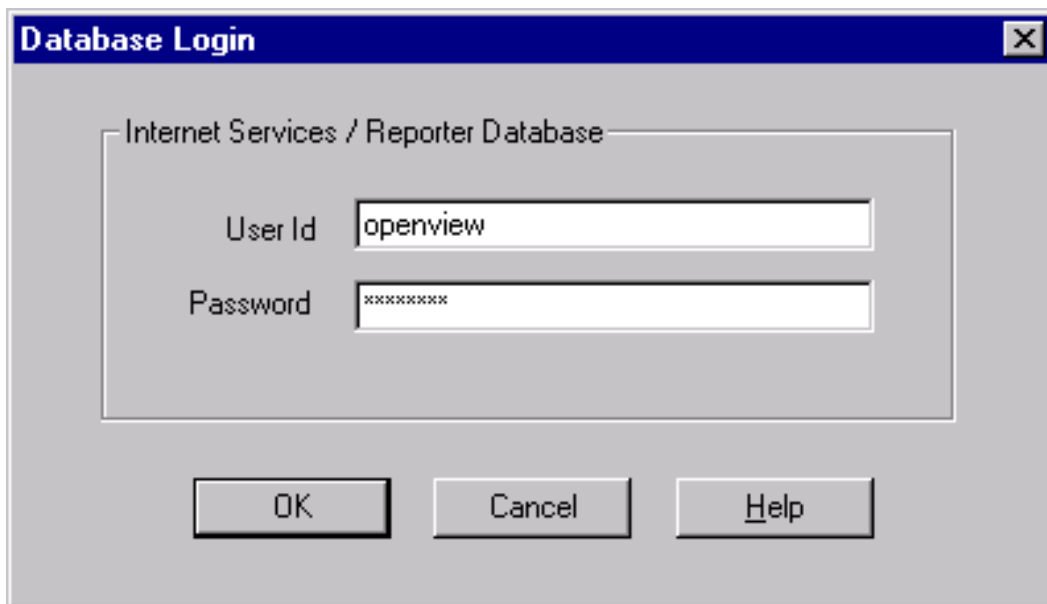 Database Login
Internet Services / Reporter Database
User Id openview
Password ********
OK Cancel Help